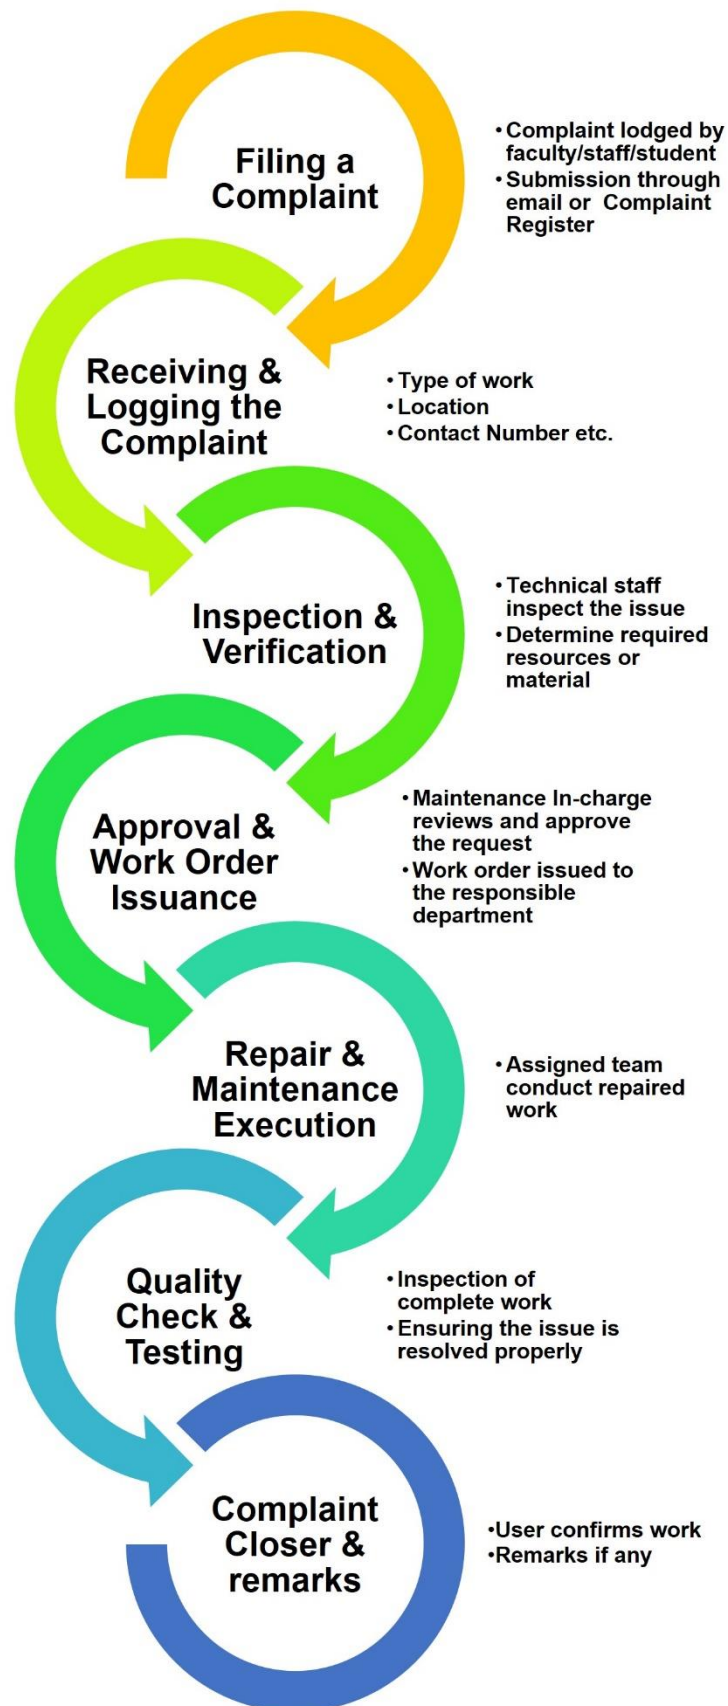 Filing a
Complaint
• Complaint lodged by
faculty/staff/student
• Submission through
email or Complaint
Register
Receiving &
Logging the
Complaint
• Type of work
• Location
• Contact Number etc.
Inspection &
Verification
• Technical staff
inspect the issue
• Determine required
resources or
material
Approval &
Work Order
Issuance
• Maintenance In-charge
reviews and approve
the request
• Work order issued to
the responsible
department
Repair &
Maintenance
Execution
• Assigned team
conduct repaired
work
Quality
Check &
Testing
• Inspection of
complete work
• Ensuring the issue is
resolved properly
Complaint
Closer &
remarks
•User confirms work
•Remarks if any